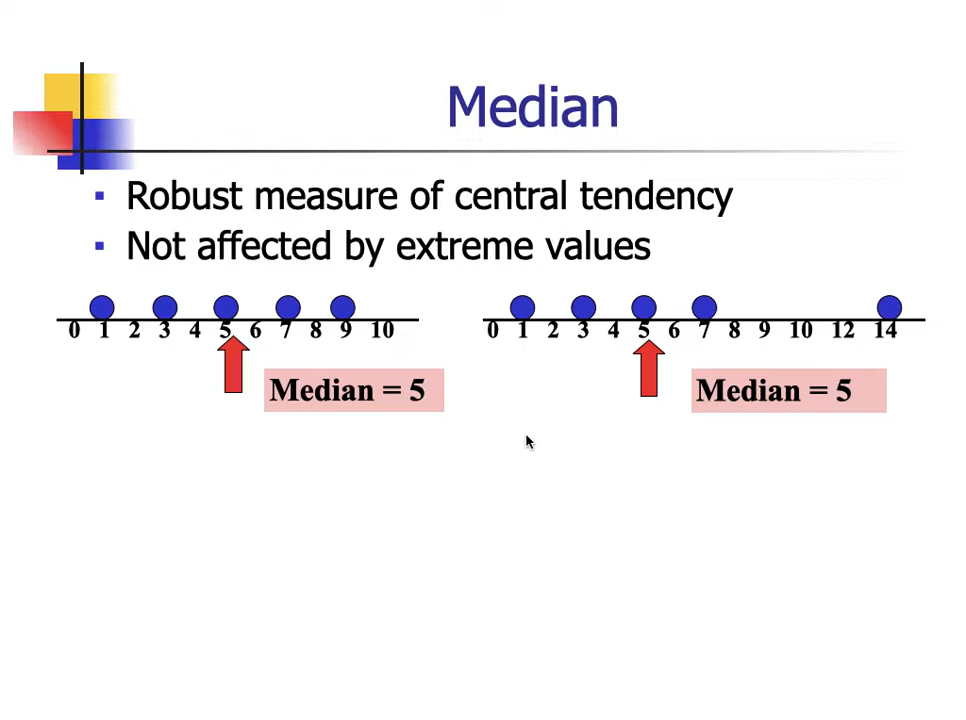 Median
Robust measure of central tendency
Not affected by extreme values
0 1 2 3 4 5 6 7 8 9 10
Median = 5
0 1 2 3 4 5 6 7 8 9 10 12 14
Median = 5